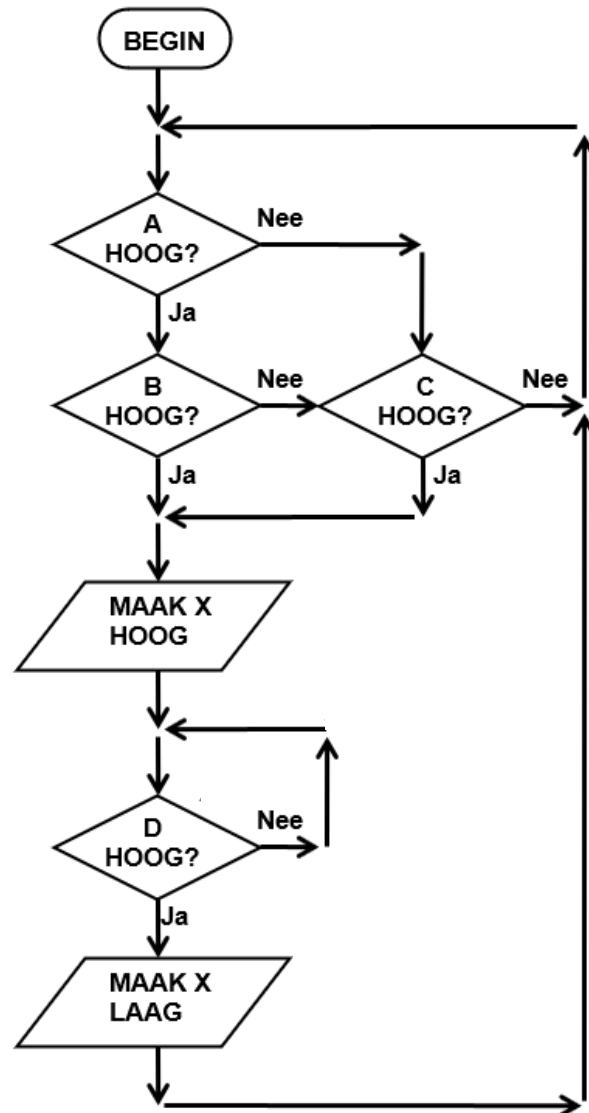 BEGIN
A
HOOG?
Nee
Ja
B
HOOG?
Nee
C
HOOG?
Nee
Ja
Ja
MAAK X
HOOG
D
HOOG?
Nee
Ja
MAAK X
LAAG